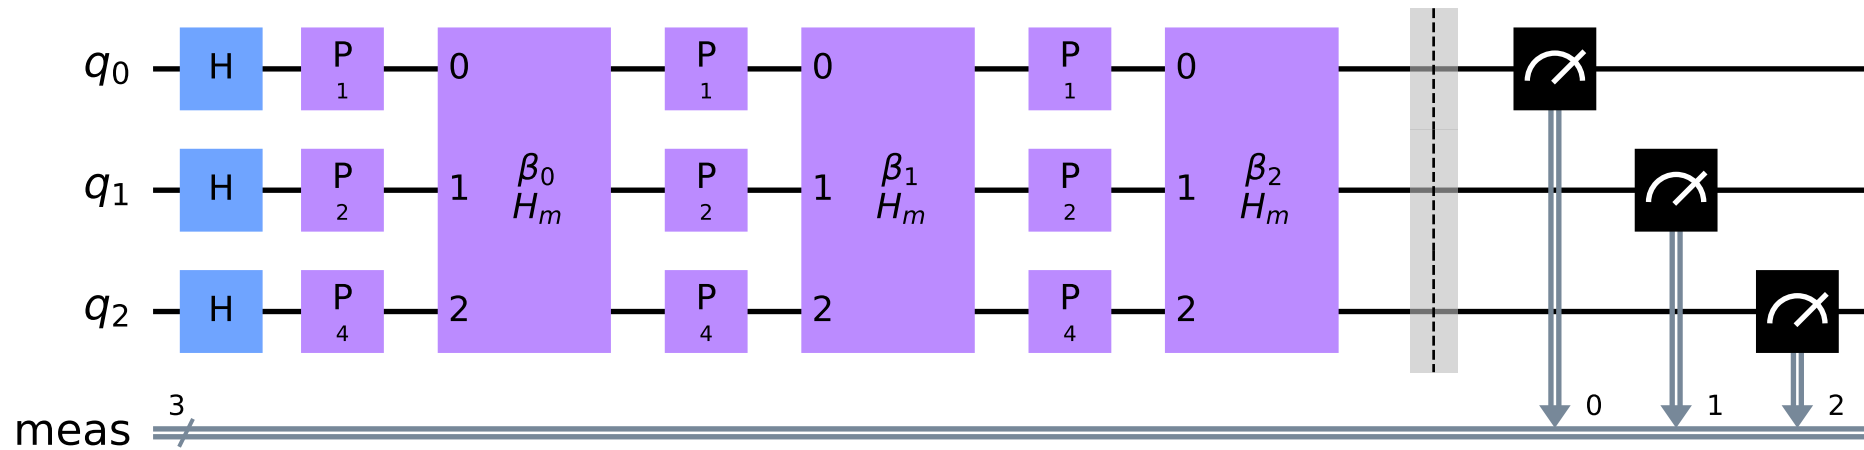 q0 H P 1 0 P 1 0 P 1 0
q1 H P 2 1 β0 Hm P 2 1 β1 Hm P 2 1 β2 Hm
q2 H P 4 2 P 4 2 P 4 2
meas 3 0 1 2